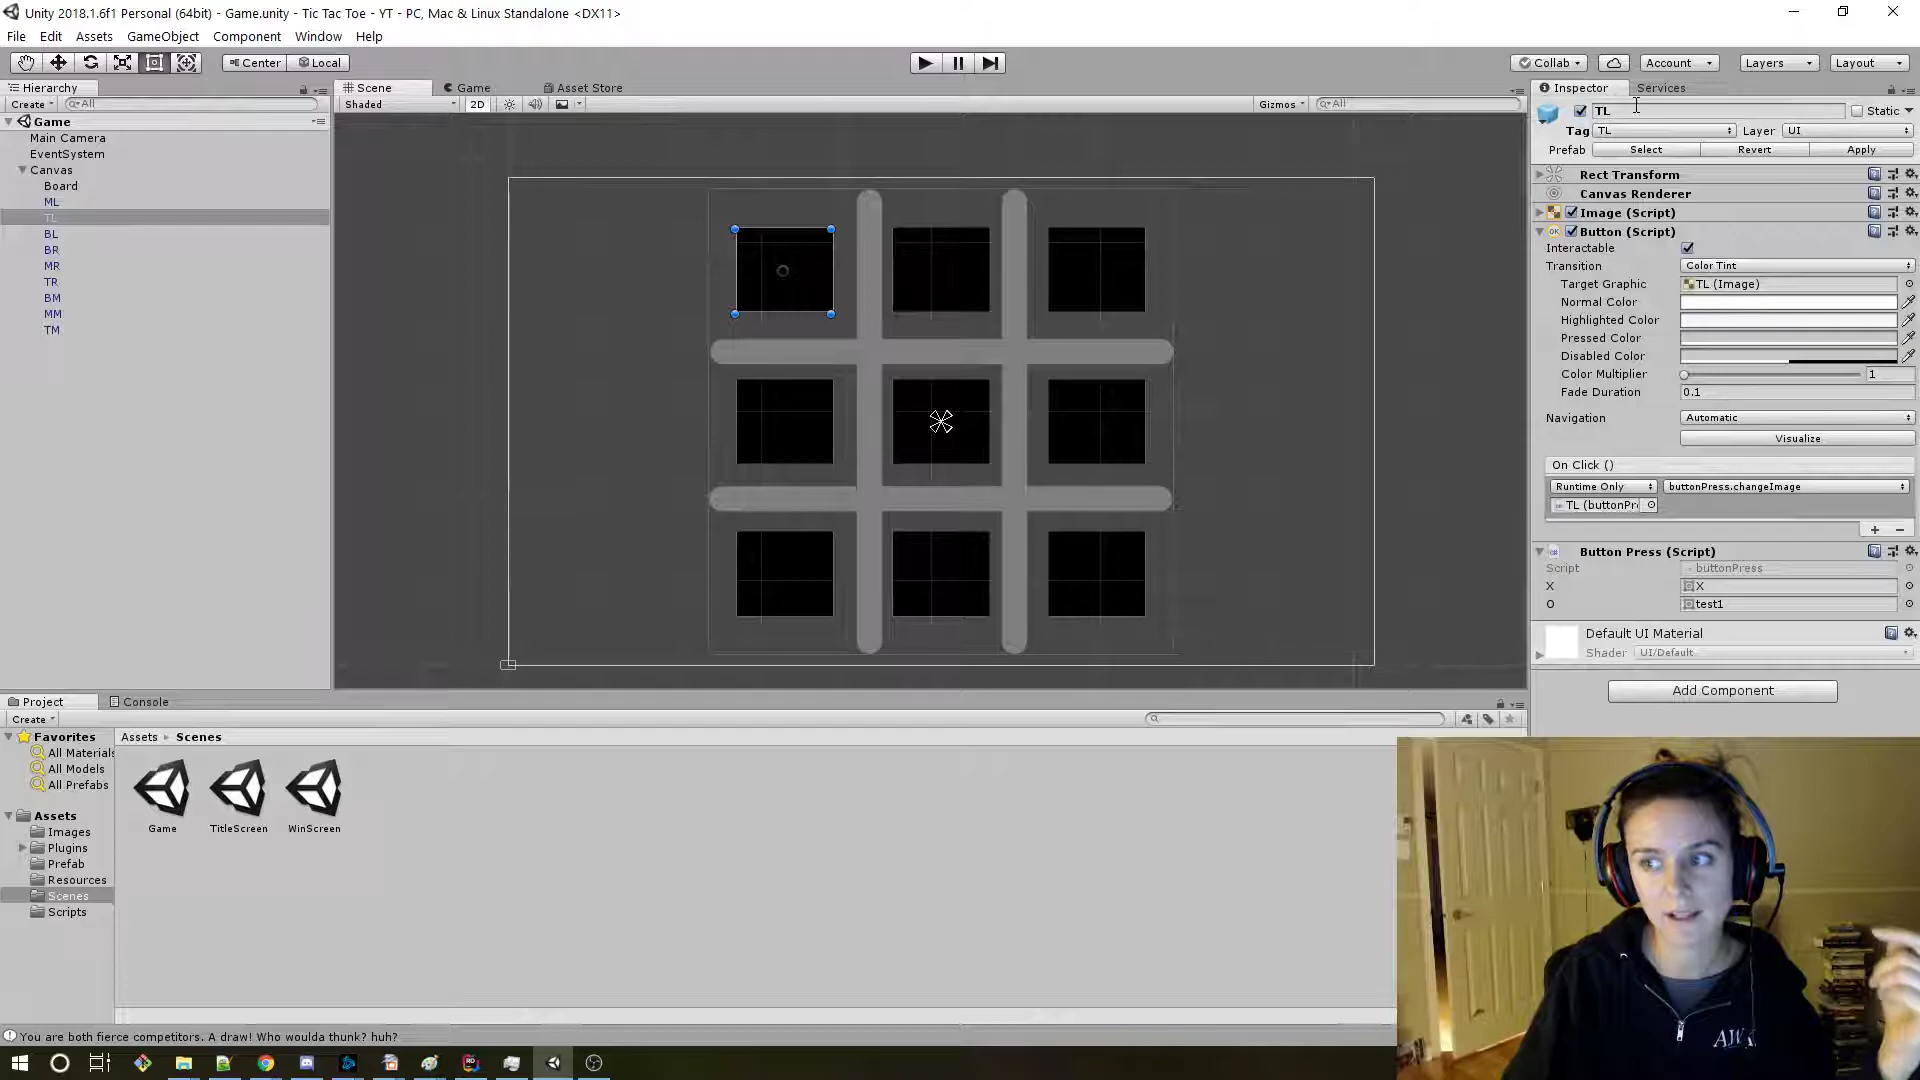 Unity 2018.1.6f1 Personal (64bit) - Game.unity - Tic Tac Toe - YT - PC, Mac & Linux Standalone <DX11>
File Edit Assets GameObject Component Window Help
Center Local
Collab Account Layers Layout
Hierarchy
Create All
Game
Main Camera
EventSystem
Canvas
Board
ML
TL
BL
BR
MR
TR
BM
MM
TM
Scene Game Asset Store
Shaded 2D Gizmos All
Inspector Services
TL Static
Tag TL Layer UI
Prefab Select Revert Apply
Rect Transform
Canvas Renderer
Image (Script)
Button (Script)
Interactable
Transition Color Tint
Target Graphic TL (Image)
Normal Color
Highlighted Color
Pressed Color
Disabled Color
Color Multiplier 1
Fade Duration 0.1
Navigation Automatic
Visualize
On Click ()
Runtime Only buttonPress.changeImage
TL (buttonPr
+ −
Button Press (Script)
Script buttonPress
X X
O test1
Default UI Material
Shader UI/Default
Add Component
Project Console
Create
Favorites
All Materials
All Models
All Prefabs
Assets
Images
Plugins
Prefab
Resources
Scenes
Scripts
Assets Scenes
Game TitleScreen WinScreen
You are both fierce competitors. A draw! Who woulda thunk? huh?